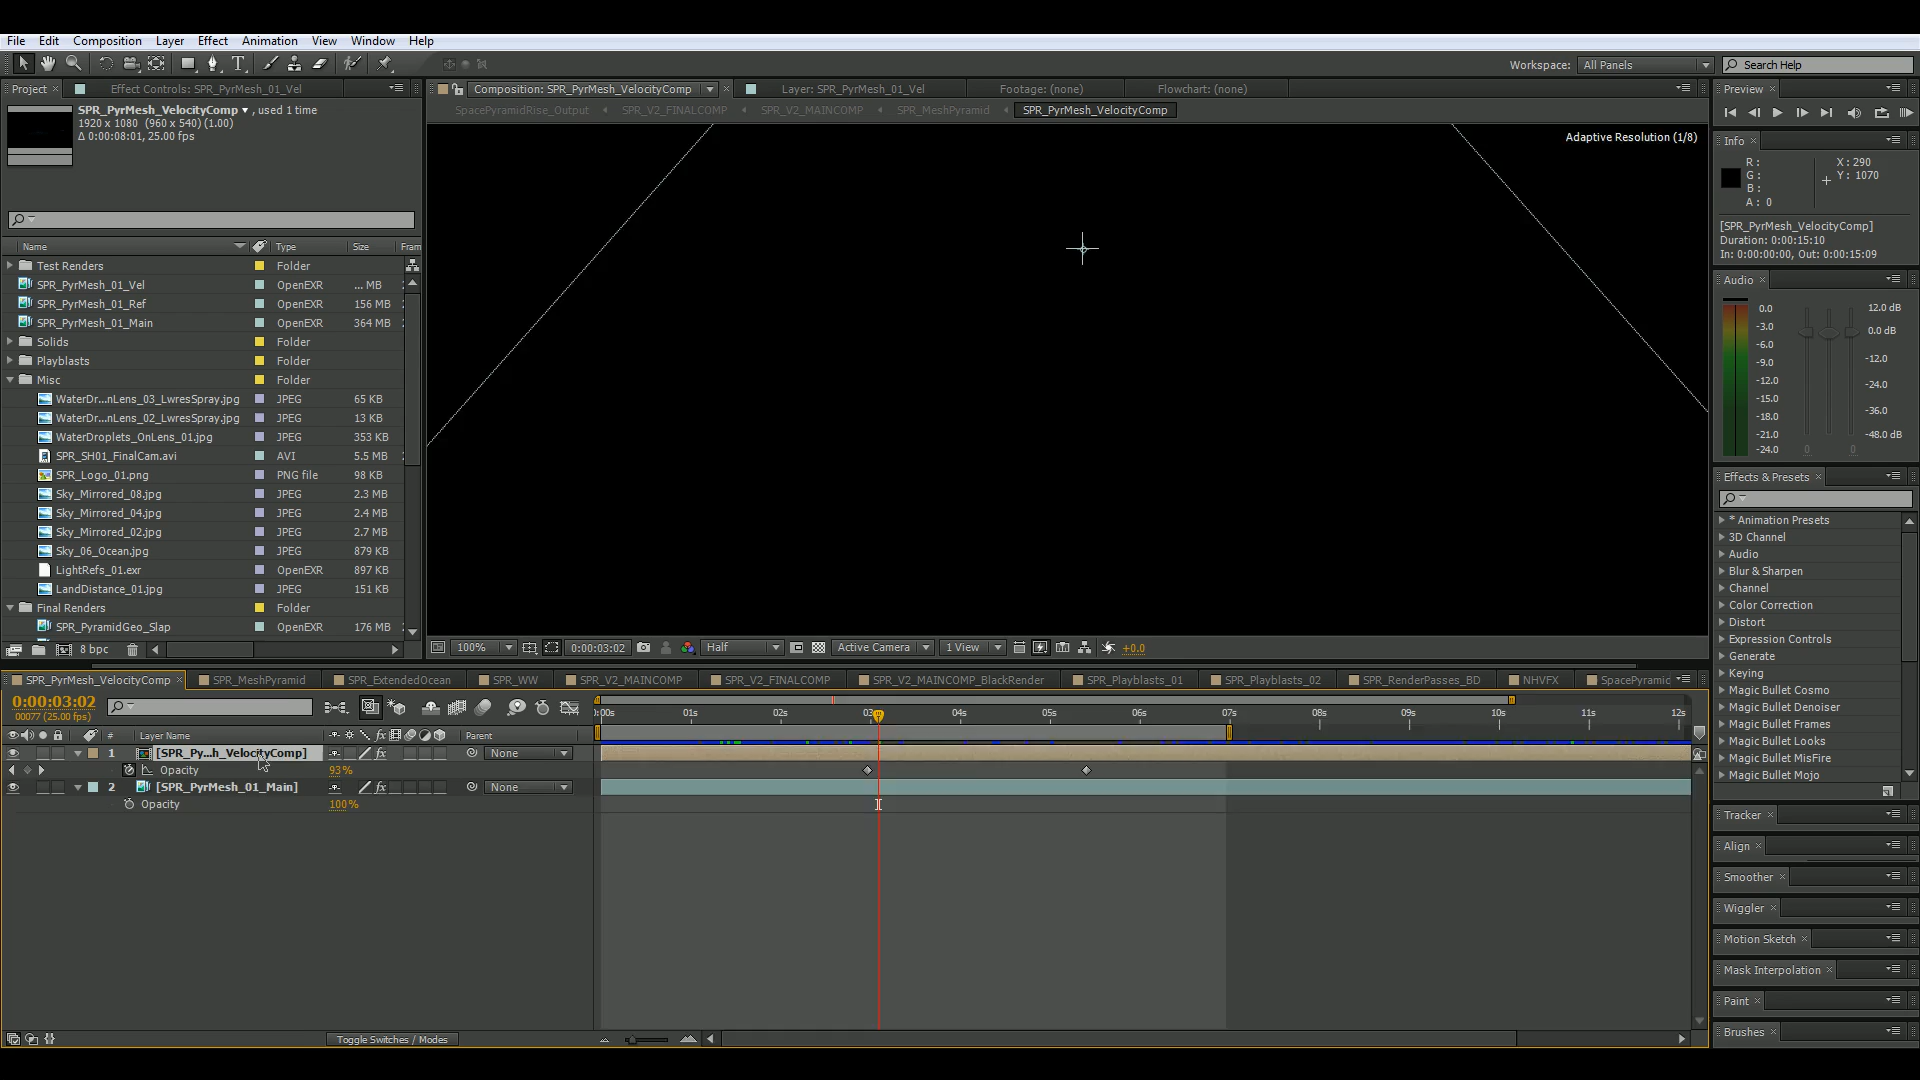 File Edit Composition Layer Effect Animation View Window Help
Workspace: All Panels Search Help
Project Effect Controls: SPR_PyrMesh_01_Vel
SPR_PyrMesh_VelocityComp , used 1 time
1920 x 1080 (960 x 540) (1.00)
Δ 0:00:08:01, 25.00 fps
Name Type Size Fram
Test Renders Folder
SPR_PyrMesh_01_Vel OpenEXR ... MB
SPR_PyrMesh_01_Ref OpenEXR 156 MB
SPR_PyrMesh_01_Main OpenEXR 364 MB
Solids Folder
Playblasts Folder
Misc Folder
WaterDr...nLens_03_LwresSpray.jpg JPEG 65 KB
WaterDr...nLens_02_LwresSpray.jpg JPEG 13 KB
WaterDroplets_OnLens_01.jpg JPEG 353 KB
SPR_SH01_FinalCam.avi AVI 5.5 MB
SPR_Logo_01.png PNG file 98 KB
Sky_Mirrored_08.jpg JPEG 2.3 MB
Sky_Mirrored_04.jpg JPEG 2.4 MB
Sky_Mirrored_02.jpg JPEG 2.7 MB
Sky_06_Ocean.jpg JPEG 879 KB
LightRefs_01.exr OpenEXR 897 KB
LandDistance_01.jpg JPEG 151 KB
Final Renders Folder
SPR_PyramidGeo_Slap OpenEXR 176 MB
8 bpc
Composition: SPR_PyrMesh_VelocityComp Layer: SPR_PyrMesh_01_Vel Footage: (none) Flowchart: (none)
SpacePyramidRise_Output SPR_V2_FINALCOMP SPR_V2_MAINCOMP SPR_MeshPyramid SPR_PyrMesh_VelocityComp
Adaptive Resolution (1/8)
100% 0:00:03:02 Half Active Camera 1 View +0.0
Preview
Info
R : X : 290
G : Y : 1070
B :
A : 0
[SPR_PyrMesh_VelocityComp]
Duration: 0:00:15:10
In: 0:00:00:00, Out: 0:00:15:09
Audio
0.0 12.0 dB
-3.0 0.0 dB
-6.0
-9.0 -12.0
-12.0 -24.0
-15.0
-18.0 -36.0
-21.0 -48.0 dB
-24.0 0 0
Effects & Presets
* Animation Presets
3D Channel
Audio
Blur & Sharpen
Channel
Color Correction
Distort
Expression Controls
Generate
Keying
Magic Bullet Cosmo
Magic Bullet Denoiser
Magic Bullet Frames
Magic Bullet Looks
Magic Bullet MisFire
Magic Bullet Mojo
Tracker
Align
Smoother
Wiggler
Motion Sketch
Mask Interpolation
Paint
Brushes
SPR_PyrMesh_VelocityComp SPR_MeshPyramid SPR_ExtendedOcean SPR_WW SPR_V2_MAINCOMP SPR_V2_FINALCOMP SPR_V2_MAINCOMP_BlackRender SPR_Playblasts_01 SPR_Playblasts_02 SPR_RenderPasses_BD NHVFX SpacePyramid
0:00:03:02
00077 (25.00 fps)
:00s 01s 02s 03 04s 05s 06s 07s 08s 09s 10s 11s 12s
# Layer Name Parent
1 [SPR_Py...h_VelocityComp] None
Opacity 93%
2 [SPR_PyrMesh_01_Main] None
Opacity 100%
Toggle Switches / Modes